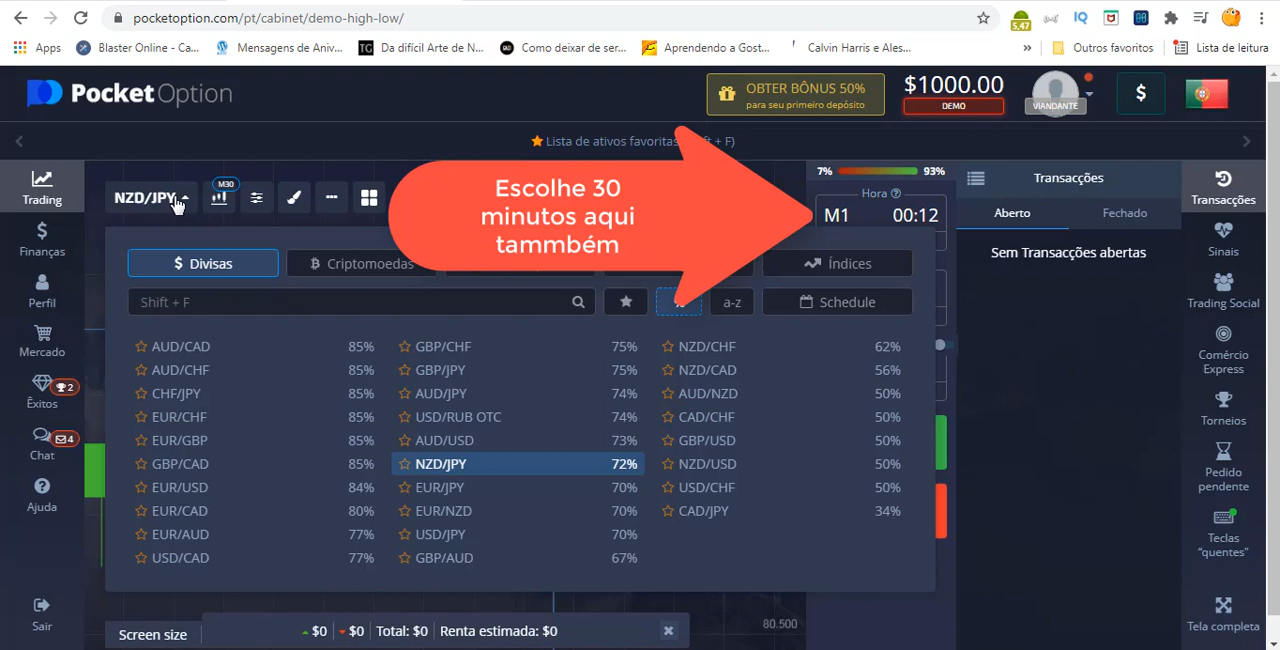 pocketoption.com/pt/cabinet/demo-high-low/
5,47
IQ
Apps
Blaster Online - Ca...
Mensagens de Aniv...
TG
Da difícil Arte de N...
Como deixar de ser...
Aprendendo a Gost...
Calvin Harris e Ales...
»
Outros favoritos
Lista de leitura
PocketOption
OBTER BÔNUS 50%
para seu primeiro depósito
$1000.00
DEMO
VIANDANTE
$
Lista de ativos favoritas
ft + F)
Trading
Finanças
Perfil
Mercado
2
Êxitos
4
Chat
Ajuda
Sair
NZD/JPY
M30
Escolhe 30
minutos aqui
tammbém
7%
93%
Hora
M1 00:12
$ Divisas
Criptomoedas
Índices
Shift + F
a-z
Schedule
AUD/CAD 85%
AUD/CHF 85%
CHF/JPY 85%
EUR/CHF 85%
EUR/GBP 85%
GBP/CAD 85%
EUR/USD 84%
EUR/CAD 80%
EUR/AUD 77%
USD/CAD 77%
GBP/CHF 75%
GBP/JPY 75%
AUD/JPY 74%
USD/RUB OTC 74%
AUD/USD 73%
NZD/JPY 72%
EUR/JPY 70%
EUR/NZD 70%
USD/JPY 70%
GBP/AUD 67%
NZD/CHF 62%
NZD/CAD 56%
AUD/NZD 50%
CAD/CHF 50%
GBP/USD 50%
NZD/USD 50%
USD/CHF 50%
CAD/JPY 34%
Screen size
$0 $0 Total: $0 Renta estimada: $0
80.500
Transacções
Aberto
Fechado
Sem Transacções abertas
Transacções
Sinais
Trading Social
Comércio
Express
Torneios
Pedido
pendente
Teclas
“quentes”
Tela completa